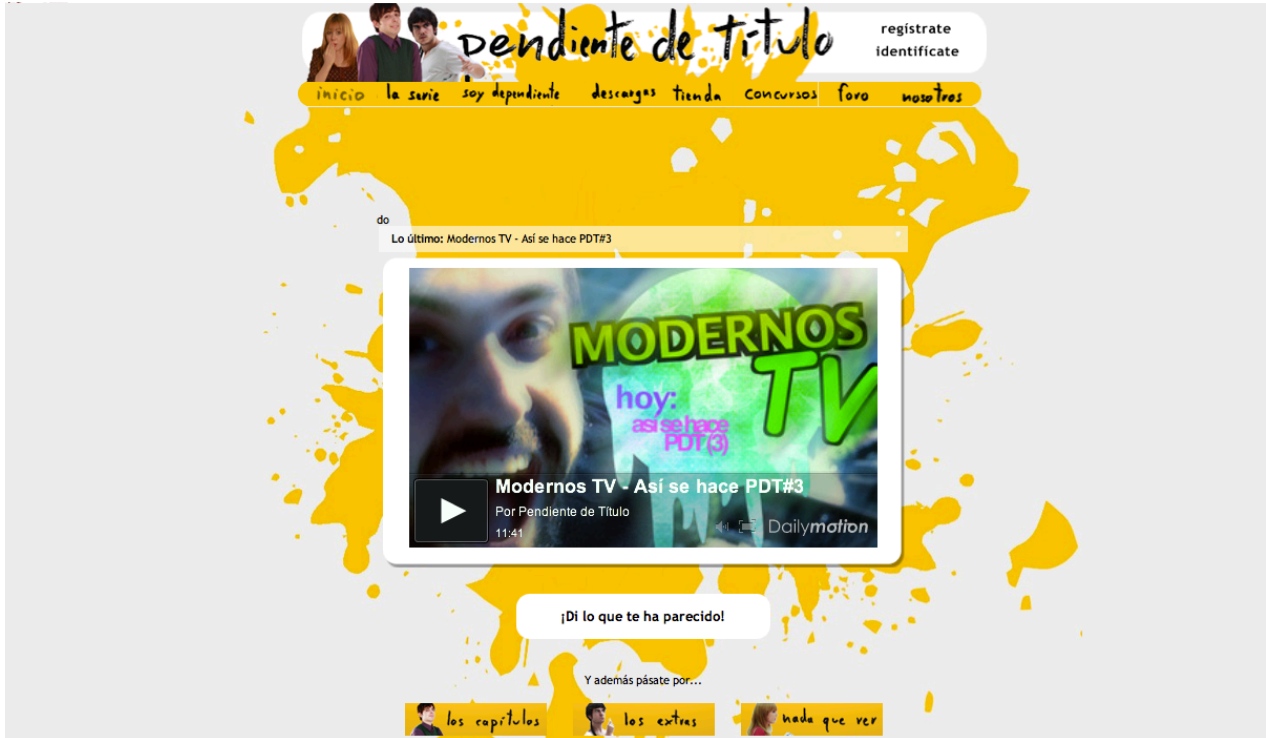 pendiente de título
regístrate
identifícate
inicio la serie soy dependiente descargas tienda concursos foro nosotros
do
Lo último: Modernos TV - Así se hace PDT#3
MODERNOS
TV
hoy:
así se hace
PDT(3)
Modernos TV - Así se hace PDT#3
Por Pendiente de Título
11:41
Dailymotion
¡Di lo que te ha parecido!
Y además pásate por...
los capítulos los extras nada que ver